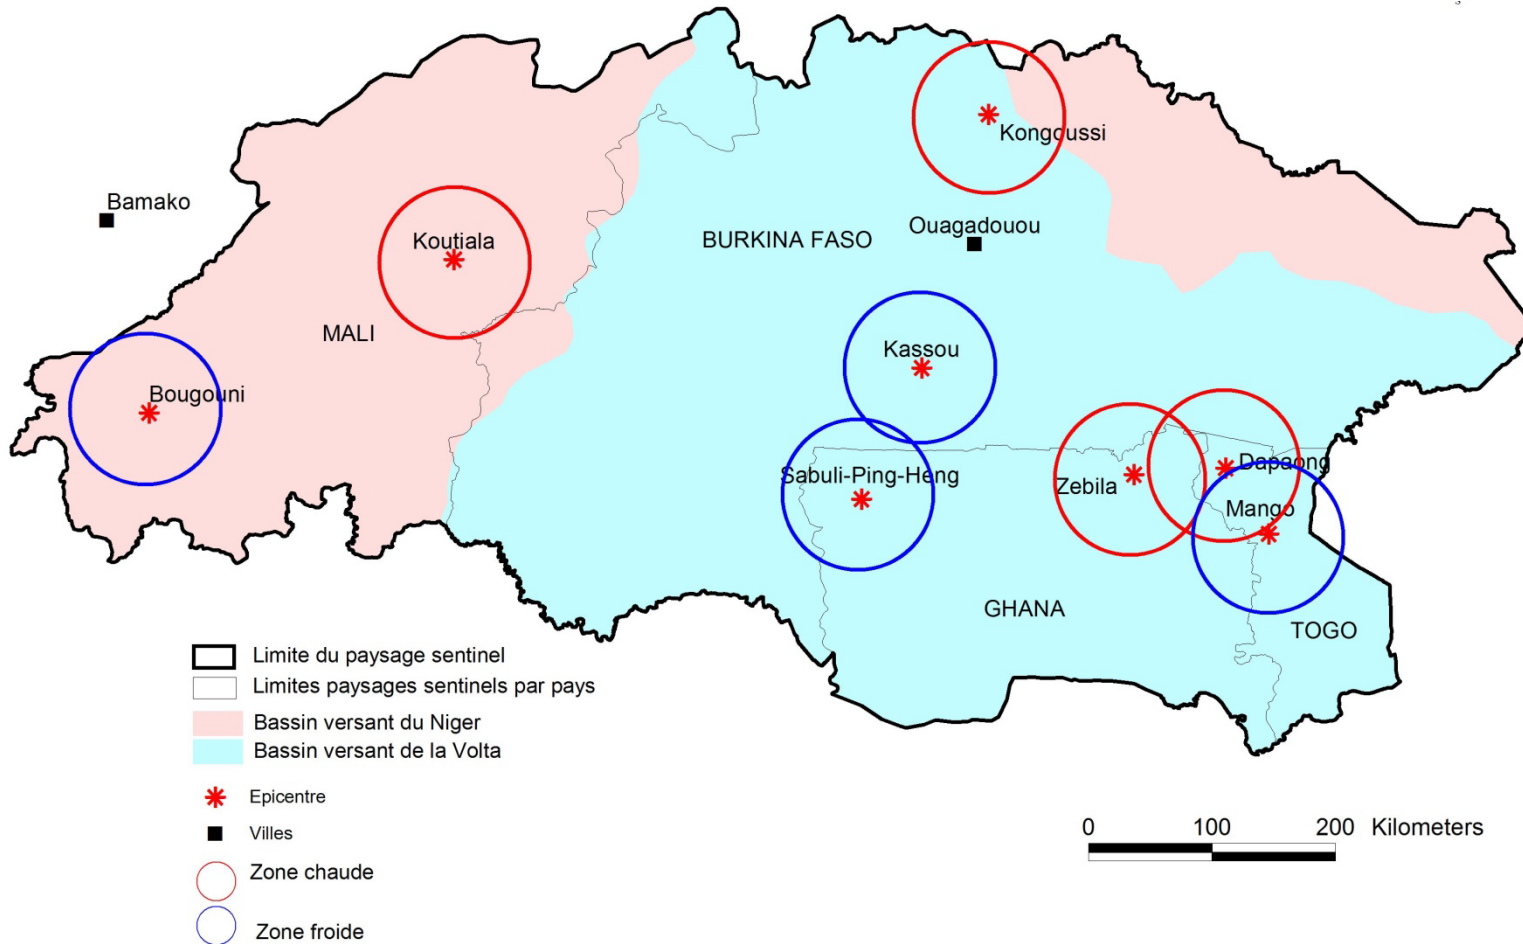 Kongoussi
Bamako
Ouagadouou
Koutiala
BURKINA FASO
MALI
Kassou
Bougouni
Sabuli-Ping-Heng
Dapaong
Zebila
Mango
GHANA
TOGO
Limite du paysage sentinel
Limites paysages sentinels par pays
Bassin versant du Niger
Bassin versant de la Volta
Epicentre
Villes
Zone chaude
Zone froide
0 100 200 Kilometers